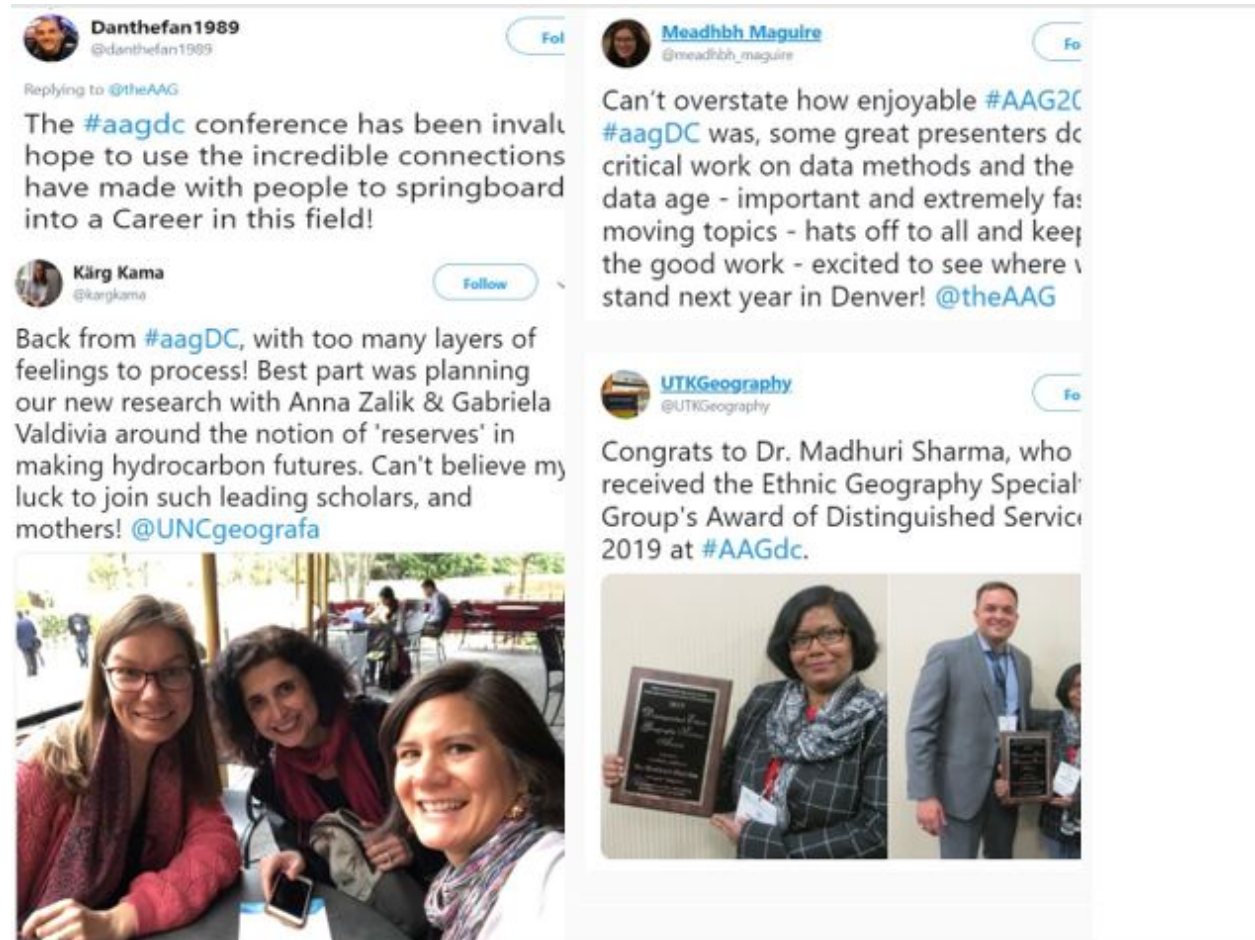 Danthefan1989
@danthefan1989
Fol
Replying to @theAAG
The #aagdc conference has been invalu
hope to use the incredible connections
have made with people to springboard
into a Career in this field!
Kärg Kama
@kargkama
Follow
Back from #aagDC, with too many layers of
feelings to process! Best part was planning
our new research with Anna Zalik & Gabriela
Valdivia around the notion of 'reserves' in
making hydrocarbon futures. Can't believe my
luck to join such leading scholars, and
mothers! @UNCgeografa
Meadhbh Maguire
@meadhbh_maguire
Fo
Can't overstate how enjoyable #AAG20
#aagDC was, some great presenters do
critical work on data methods and the
data age - important and extremely fas
moving topics - hats off to all and keep
the good work - excited to see where w
stand next year in Denver! @theAAG
UTKGeography
@UTKGeography
Fo
Congrats to Dr. Madhuri Sharma, who
received the Ethnic Geography Special
Group's Award of Distinguished Service
2019 at #AAGdc.
2019